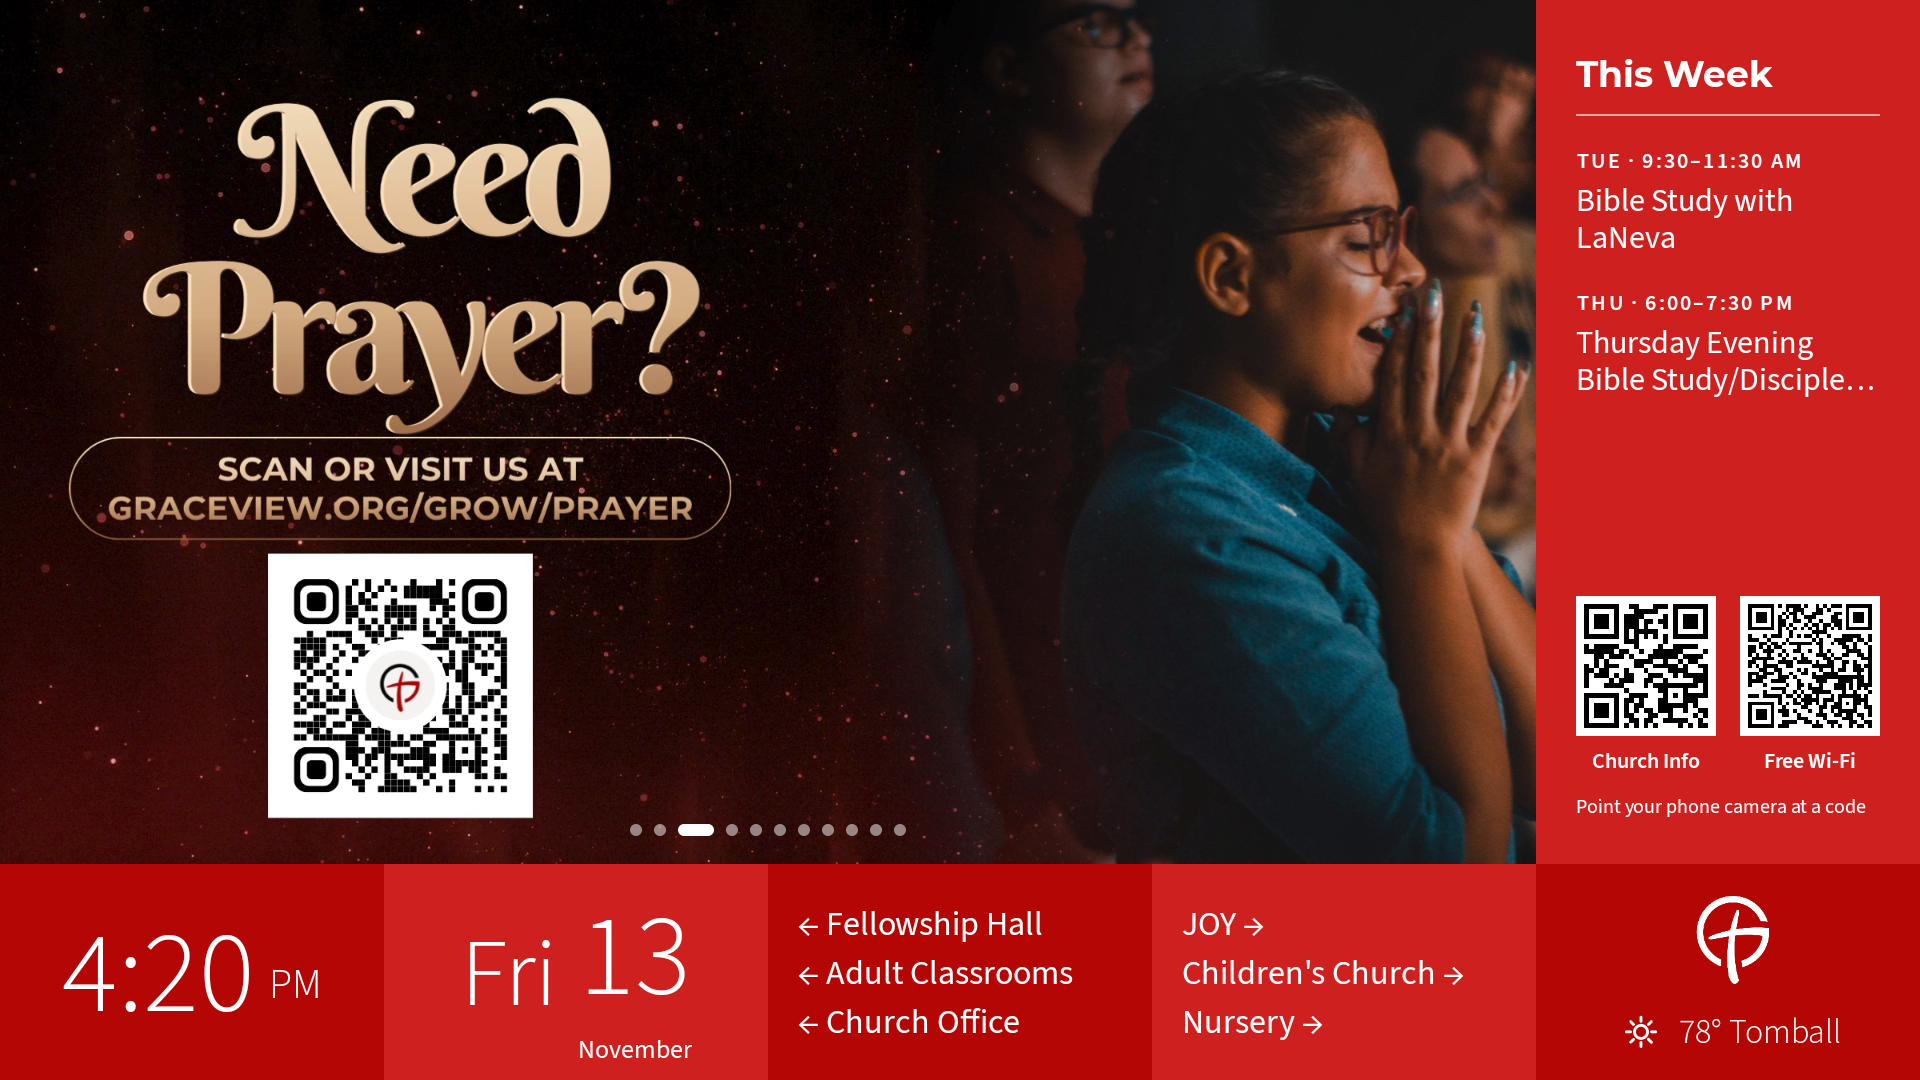 Need
Prayer?
SCAN OR VISIT US AT
GRACEVIEW.ORG/GROW/PRAYER
This Week
TUE · 9:30–11:30 AM
Bible Study with
LaNeva
THU · 6:00–7:30 PM
Thursday Evening
Bible Study/Disciple…
Church Info
Free Wi-Fi
Point your phone camera at a code
4:20 PM
Fri 13
November
← Fellowship Hall
← Adult Classrooms
← Church Office
JOY →
Children's Church →
Nursery →
78° Tomball